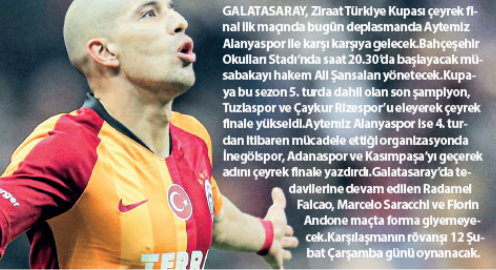 GALATASARAY, Ziraat Türkiye Kupası çeyrek fi-
nal ilk maçında bugün deplasmanda Aytemiz
Alanyaspor ile karşı karşıya gelecek.Bahçeşehir
Okulları Stadı'nda saat 20.30'da başlayacak mü-
sabakayı hakem Ali Şansalan yönetecek.Kupa-
ya bu sezon 5. turda dahil olan son şampiyon,
Tuzlaspor ve Çaykur Rizespor'u eleyerek çeyrek
finale yükseldi.Aytemiz Alanyaspor ise 4. tur-
dan itibaren mücadele ettiği organizasyonda
İnegölspor, Adanaspor ve Kasımpaşa'yı geçerek
adını çeyrek finale yazdırdı.Galatasaray'da te-
davilerine devam edilen Radamel
Falcao, Marcelo Saracchi ve Florin
Andone maçta forma giyemeye-
cek.Karşılaşmanın rövanşı 12 Şu-
bat Çarşamba günü oynanacak.
TERRA